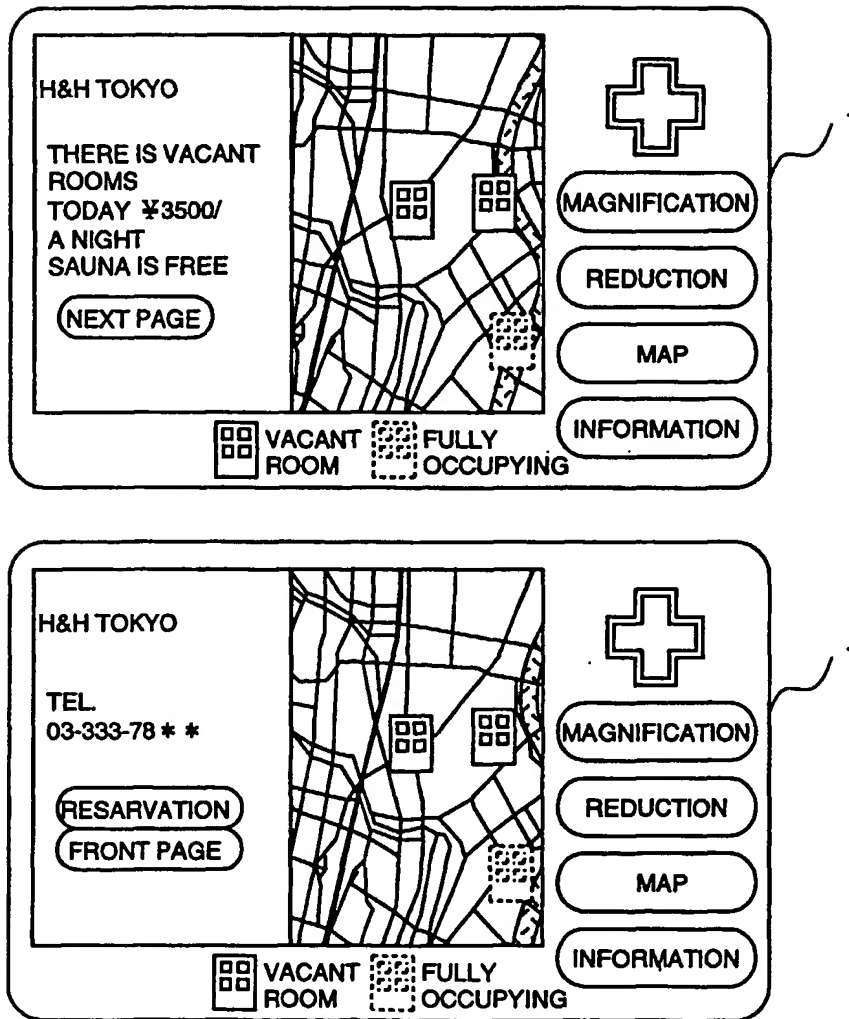 H&H TOKYO
THERE IS VACANT
ROOMS
TODAY ¥3500/
A NIGHT
SAUNA IS FREE
NEXT PAGE
MAGNIFICATION
REDUCTION
MAP
INFORMATION
VACANT
ROOM
FULLY
OCCUPYING
H&H TOKYO
TEL.
03-333-78**
RESARVATION
FRONT PAGE
MAGNIFICATION
REDUCTION
MAP
INFORMATION
VACANT
ROOM
FULLY
OCCUPYING